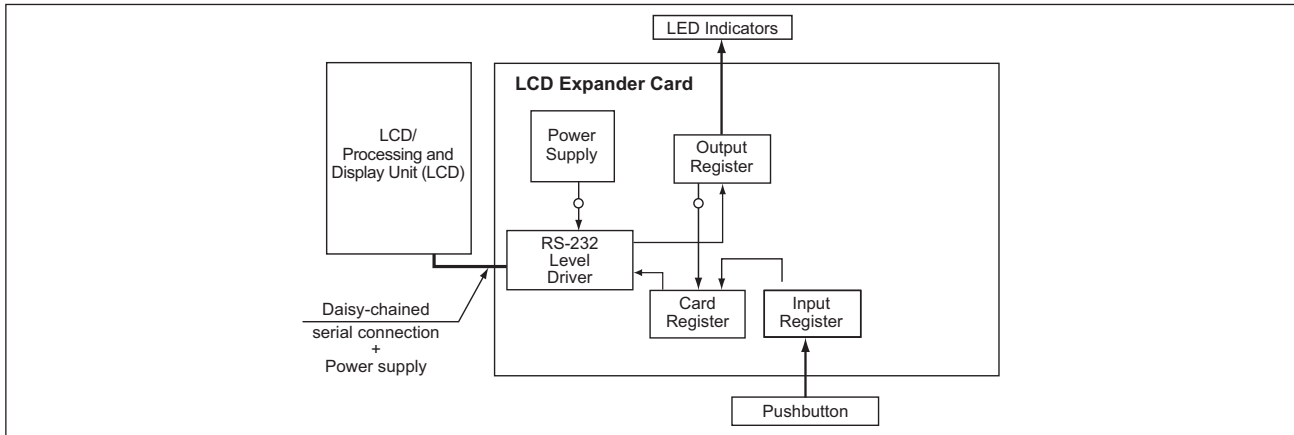 LED Indicators
LCD Expander Card
LCD/
Processing and
Display Unit (LCD)
Power
Supply
Output
Register
RS-232
Level
Driver
Card
Register
Input
Register
Daisy-chained
serial connection
+
Power supply
Pushbutton